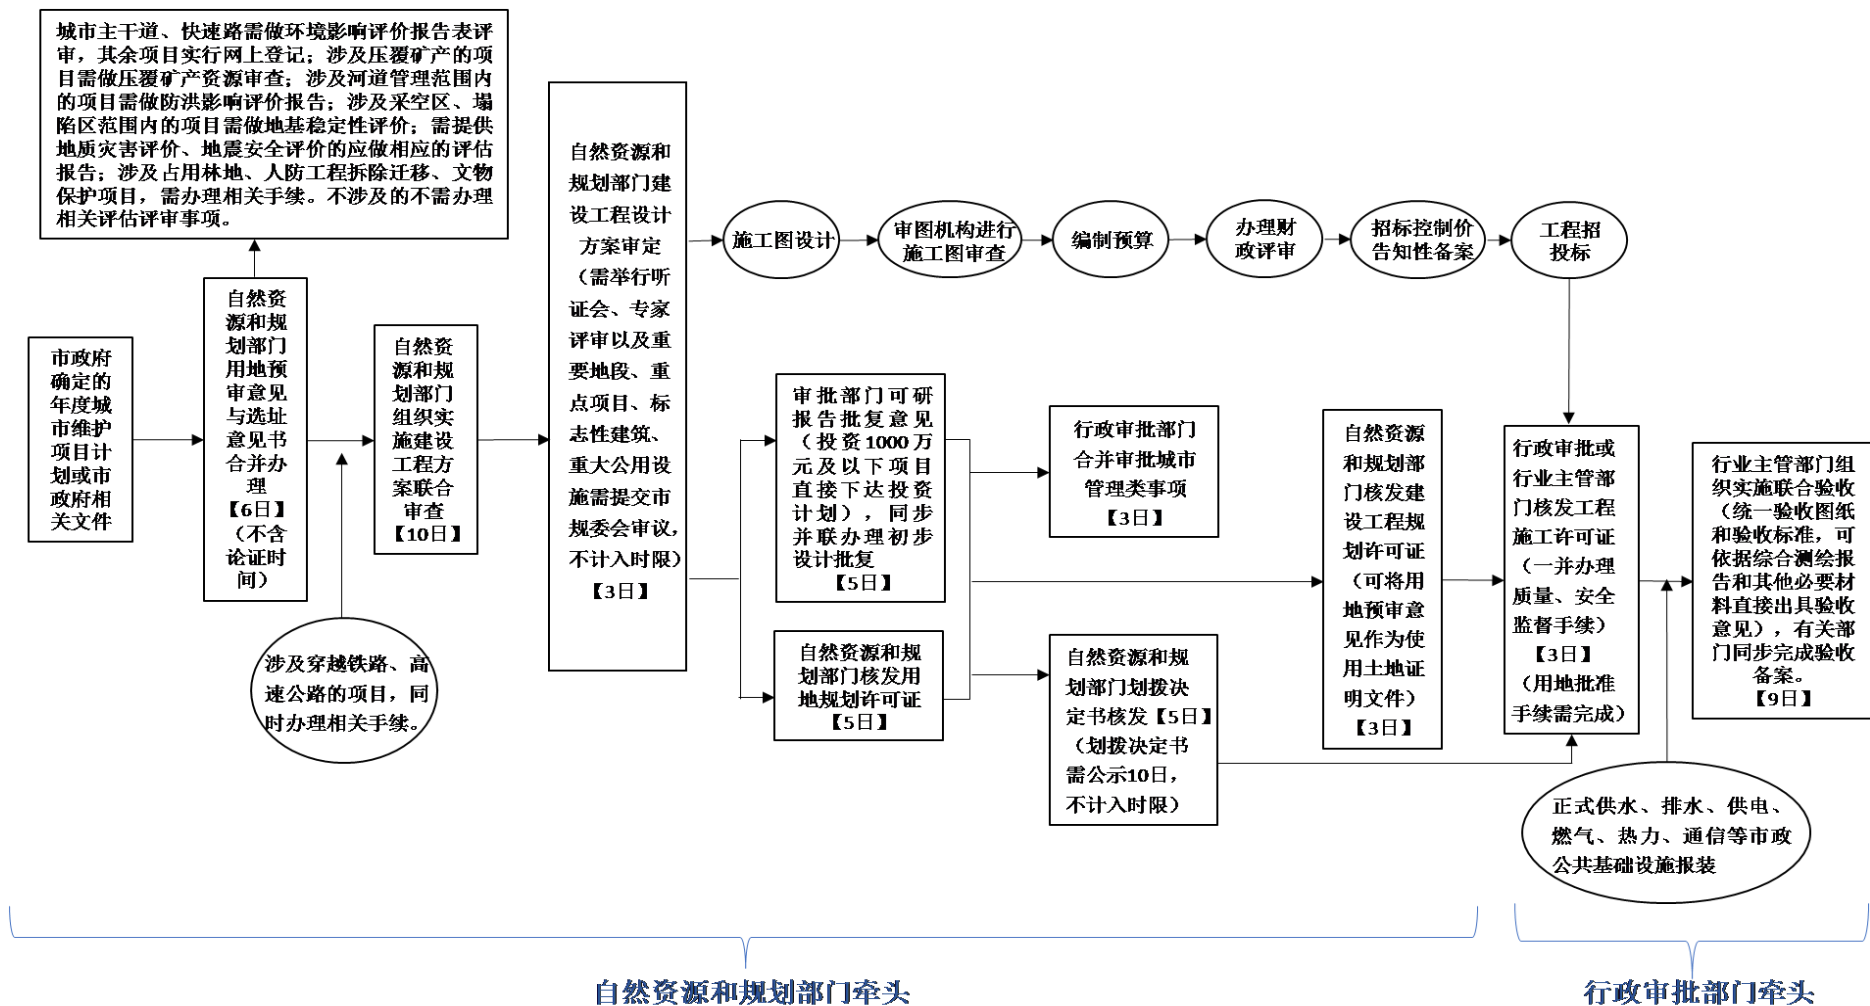 城市主干道、快速路需做环境影响评价报告表评
审，其余项目实行网上登记；涉及压覆矿产的项
目需做压覆矿产资源审查；涉及河道管理范围内
的项目需做防洪影响评价报告；涉及采空区、塌
陷区范围内的项目需做地基稳定性评价；需提供
地质灾害评价、地震安全评价的应做相应的评估
报告；涉及占用林地、人防工程拆除迁移、文物
保护项目，需办理相关手续。不涉及的不需办理
相关评估评审事项。
市政府
确定的
年度城
市维护
项目计
划或市
政府相
关文件
自然资
源和规
划部门
用地预
审意见
与选址
意见书
合并办
理
【6日】
（不含
论证时
间）
涉及穿越铁路、高
速公路的项目，同
时办理相关手续。
自然资
源和规
划部门
组织实
施建设
工程方
案联合
审查
【10日】
自然资源和
规划部门建
设工程设计
方案审定
（需举行听
证会、专家
评审以及重
要地段、重
点项目、标
志性建筑、
重大公用设
施需提交市
规委会审议，
不计入时限）
【3日】
施工图设计
审图机构进行
施工图审查
编制预算
办理财
政评审
招标控制价
告知性备案
工程招
投标
审批部门可研
报告批复意见
（投资1000万
元及以下项目
直接下达投资
计划），同步
并联办理初步
设计批复
【5日】
自然资源和规
划部门核发用
地规划许可证
【5日】
行政审批部门
合并审批城市
管理类事项
【3日】
自然资源和规
划部门划拨决
定书核发【5日】
（划拨决定书
需公示10日，
不计入时限）
自然资源
和规划部
门核发建
设工程规
划许可证
（可将用
地预审意
见作为使
用土地证
明文件）
【3日】
行政审批或
行业主管部
门核发工程
施工许可证
（一并办理
质量、安全
监督手续）
【3日】
（用地批准
手续需完成）
正式供水、排水、供电、
燃气、热力、通信等市政
公共基础设施报装
行业主管部门组
织实施联合验收
（统一验收图纸
和验收标准，可
依据综合测绘报
告和其他必要材
料直接出具验收
意见），有关部
门同步完成验收
备案。
【9日】
自然资源和规划部门牵头
行政审批部门牵头